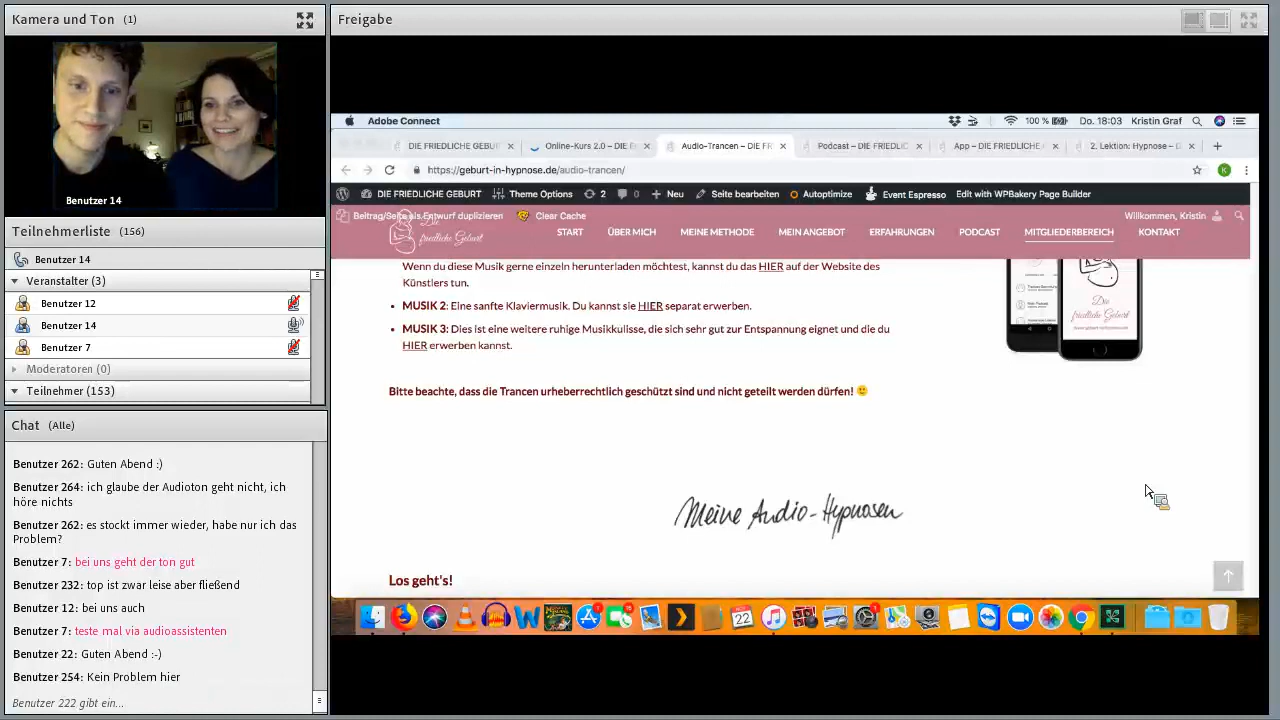 Kamera und Ton (1)
Benutzer 14
Teilnehmerliste (156)
Benutzer 14
Veranstalter (3)
Benutzer 12
Benutzer 14
Benutzer 7
Moderatoren (0)
Teilnehmer (153)
Chat (Alle)
Benutzer 262: Guten Abend :)
Benutzer 264: ich glaube der Audioton geht nicht, ich
höre nichts
Benutzer 262: es stockt immer wieder, habe nur ich das
Problem?
Benutzer 7: bei uns geht der ton gut
Benutzer 232: top ist zwar leise aber fließend
Benutzer 12: bei uns auch
Benutzer 7: teste mal via audioassistenten
Benutzer 22: Guten Abend :-)
Benutzer 254: Kein Problem hier
Benutzer 222 gibt ein...
Freigabe
Adobe Connect 100 % Do. 18:03 Kristin Graf
DIE FRIEDLICHE GEBUR Online-Kurs 2.0 – DIE E Audio-Trancen – DIE FR Podcast – DIE FRIEDLIC App – DIE FRIEDLICHE 2. Lektion: Hypnose – D
https://geburt-in-hypnose.de/audio-trancen/
DIE FRIEDLICHE GEBURT Theme Options 2 0 Neu Seite bearbeiten Autoptimize Event Espresso Edit with WPBakery Page Builder
Beitrag/Seite als Entwurf duplizieren Clear Cache Willkommen, Kristin
Die
friedliche Geburt
START ÜBER MICH MEINE METHODE MEIN ANGEBOT ERFAHRUNGEN PODCAST MITGLIEDERBEREICH KONTAKT
Wenn du diese Musik gerne einzeln herunterladen möchtest, kannst du das HIER auf der Website des
Künstlers tun.
• MUSIK 2: Eine sanfte Klaviermusik. Du kannst sie HIER separat erwerben.
• MUSIK 3: Dies ist eine weitere ruhige Musikkulisse, die sich sehr gut zur Entspannung eignet und die du
HIER erwerben kannst.
Die
friedliche Geburt
Bitte beachte, dass die Trancen urheberrechtlich geschützt sind und nicht geteilt werden dürfen! 🙂
Meine Audio-Hypnosen
Los geht's!
22